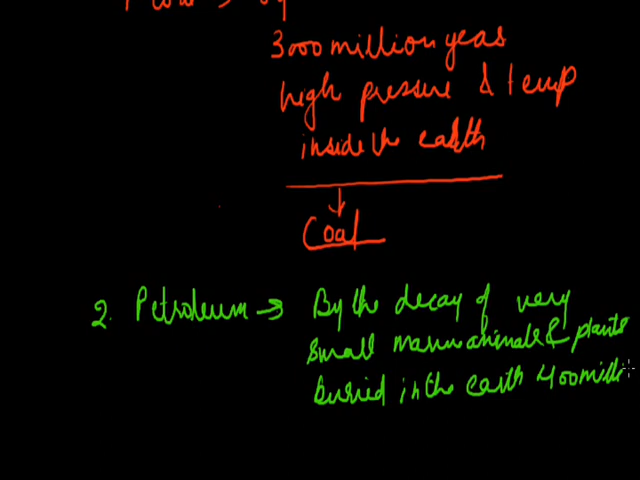 3000 million yeas
high pressure & temp
inside the earth
Coal
2. Petroleum → By the decay of very
small marine animals & plants
Buried in the earth 400 milli